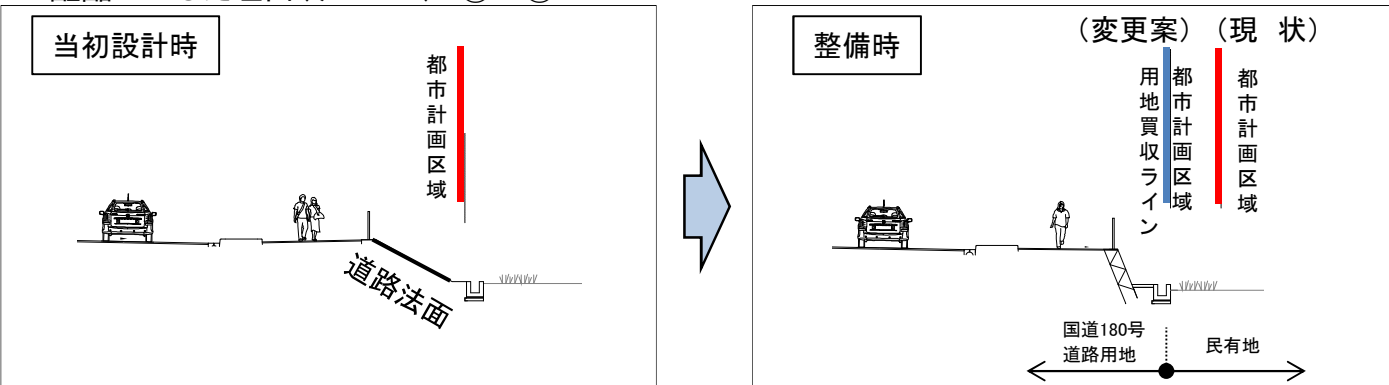 当初設計時
都市計画区域
道路法面
整備時
（変更案）（現　状）
用地買収ライン
都市計画区域
都市計画区域
国道180号
道路用地
民有地